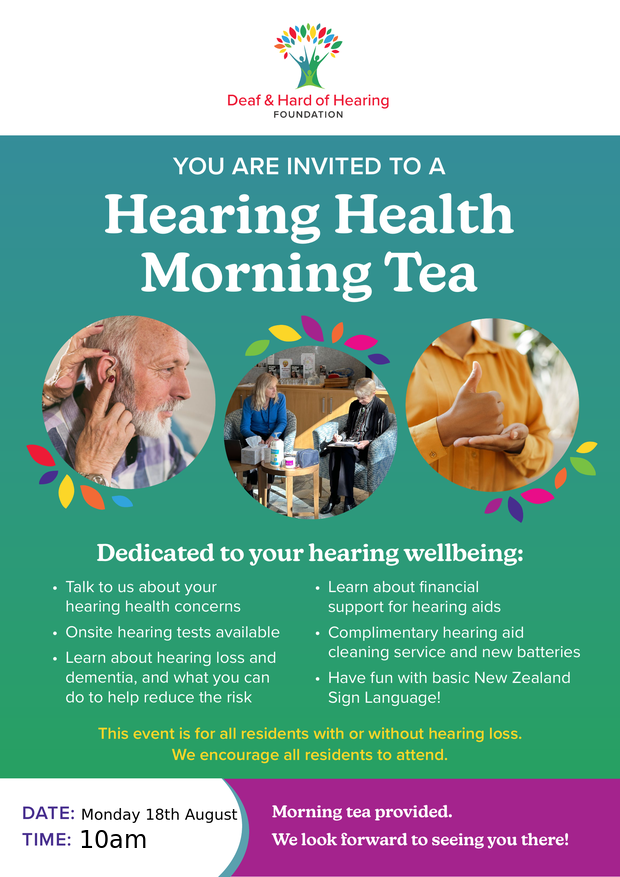 Deaf & Hard of Hearing
FOUNDATION
YOU ARE INVITED TO A
Hearing Health
Morning Tea
Dedicated to your hearing wellbeing:
• Talk to us about your
hearing health concerns
• Onsite hearing tests available
• Learn about hearing loss and
dementia, and what you can
do to help reduce the risk
• Learn about financial
support for hearing aids
• Complimentary hearing aid
cleaning service and new batteries
• Have fun with basic New Zealand
Sign Language!
This event is for all residents with or without hearing loss.
We encourage all residents to attend.
DATE: Monday 18th August
TIME: 10am
Morning tea provided.
We look forward to seeing you there!